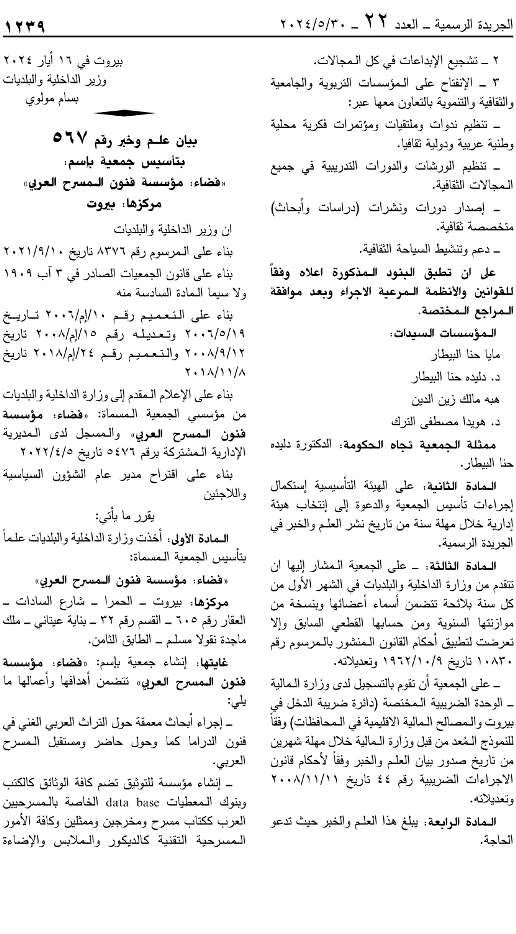 الجريدة الرسمية ــ العدد ٢٢ ــ ٢٠٢٤/٥/٣٠
١٢٣٩
٢ ــ تشجيع الإبداعات في كل المجالات.
٣ ــ الإنفتاح على المؤسسات التربوية والجامعية
والثقافية والتنموية بالتعاون معها عبر:
ــ تنظيم ندوات وملتقيات ومؤتمرات فكرية محلية
وطنية عربية ودولية ثقافيا.
ــ تنظيم الورشات والدورات التدريبية في جميع
المجالات الثقافية.
ــ إصدار دورات ونشرات (دراسات وأبحاث)
متخصصة ثقافية.
ــ دعم وتنشيط السياحة الثقافية.
على ان تطبق البنود المذكورة اعلاه وفقاً
للقوانين والأنظمة المرعية الاجراء وبعد موافقة
المراجع المختصة.
المؤسسات السيدات:
مايا حنا البيطار
د. دليده حنا البيطار
هبه مالك زين الدين
د. هويدا مصطفى الترك
ممثلة الجمعية تجاه الحكومة: الدكتورة دليده
حنا البيطار.
المادة الثانية: على الهيئة التأسيسية إستكمال
إجراءات تأسيس الجمعية والدعوة إلى إنتخاب هيئة
إدارية خلال مهلة سنة من تاريخ نشر العلم والخبر في
الجريدة الرسمية.
المادة الثالثة: ــ على الجمعية المشار إليها ان
تتقدم من وزارة الداخلية والبلديات في الشهر الأول من
كل سنة بلائحة تتضمن أسماء أعضائها وبنسخة من
موازنتها السنوية ومن حسابها القطعي السابق وإلا
تعرضت لتطبيق أحكام القانون المنشور بالمرسوم رقم
١٠٨٣٠ تاريخ ١٩٦٢/١٠/٩ وتعديلاته.
ــ على الجمعية أن تقوم بالتسجيل لدى وزارة المالية
ــ الوحدة الضريبية المختصة (دائرة ضريبة الدخل في
بيروت والمصالح المالية الاقليمية في المحافظات) وفقاً
للنموذج المُعد من قبل وزارة المالية خلال مهلة شهرين
من تاريخ صدور بيان العلم والخبر وفقاً لأحكام قانون
الاجراءات الضريبية رقم ٤٤ تاريخ ٢٠٠٨/١١/١١
وتعديلاته.
المادة الرابعة: يبلغ هذا العلم والخبر حيث تدعو
الحاجة.
بيروت في ١٦ أيار ٢٠٢٤
وزير الداخلية والبلديات
بسام مولوي
بيان علم وخبر رقم ٥٦٧
بتأسيس جمعية بإسم:
«فضاء: مؤسسة فنون المسرح العربي»
مركزها: بيروت
ان وزير الداخلية والبلديات
بناء على المرسوم رقم ٨٣٧٦ تاريخ ٢٠٢١/٩/١٠
بناء على قانون الجمعيات الصادر في ٣ آب ١٩٠٩
ولا سيما المادة السادسة منه
بناء على التعميم رقم ١٠/إم/٢٠٠٦ تاريخ
٢٠٠٦/٥/١٩ وتعديله رقم ١٥/إم/٢٠٠٨ تاريخ
٢٠٠٨/٩/١٢ والتعميم رقم ٢٤/إم/٢٠١٨ تاريخ
٢٠١٨/١١/٨
بناء على الإعلام المقدم إلى وزارة الداخلية والبلديات
من مؤسسي الجمعية المسماة: «فضاء: مؤسسة
فنون المسرح العربي» والمسجل لدى المديرية
الإدارية المشتركة برقم ٥٤٧٦ تاريخ ٢٠٢٢/٤/٥
بناء على اقتراح مدير عام الشؤون السياسية
واللاجئين
يقرر ما يأتي:
المادة الأولى: أخذت وزارة الداخلية والبلديات علماً
بتأسيس الجمعية المسماة:
«فضاء: مؤسسة فنون المسرح العربي»
مركزها: بيروت ــ الحمرا ــ شارع السادات ــ
العقار رقم ٦٠٥ ــ القسم رقم ٣٢ ــ بناية عيتاني ــ ملك
ماجدة نقولا مسلم ــ الطابق الثامن.
غايتها: إنشاء جمعية بإسم: «فضاء: مؤسسة
فنون المسرح العربي» تتضمن أهدافها وأعمالها ما
يلي:
ــ إجراء أبحاث معمقة حول التراث العربي الغني في
فنون الدراما كما وحول حاضر ومستقبل المسرح
العربي.
ــ إنشاء مؤسسة للتوثيق تضم كافة الوثائق كالكتب
وبنوك المعطيات data base الخاصة بالمسرحيين
العرب ككتاب مسرح ومخرجين وممثلين وكافة الأمور
المسرحية التقنية كالديكور والملابس والإضاءة